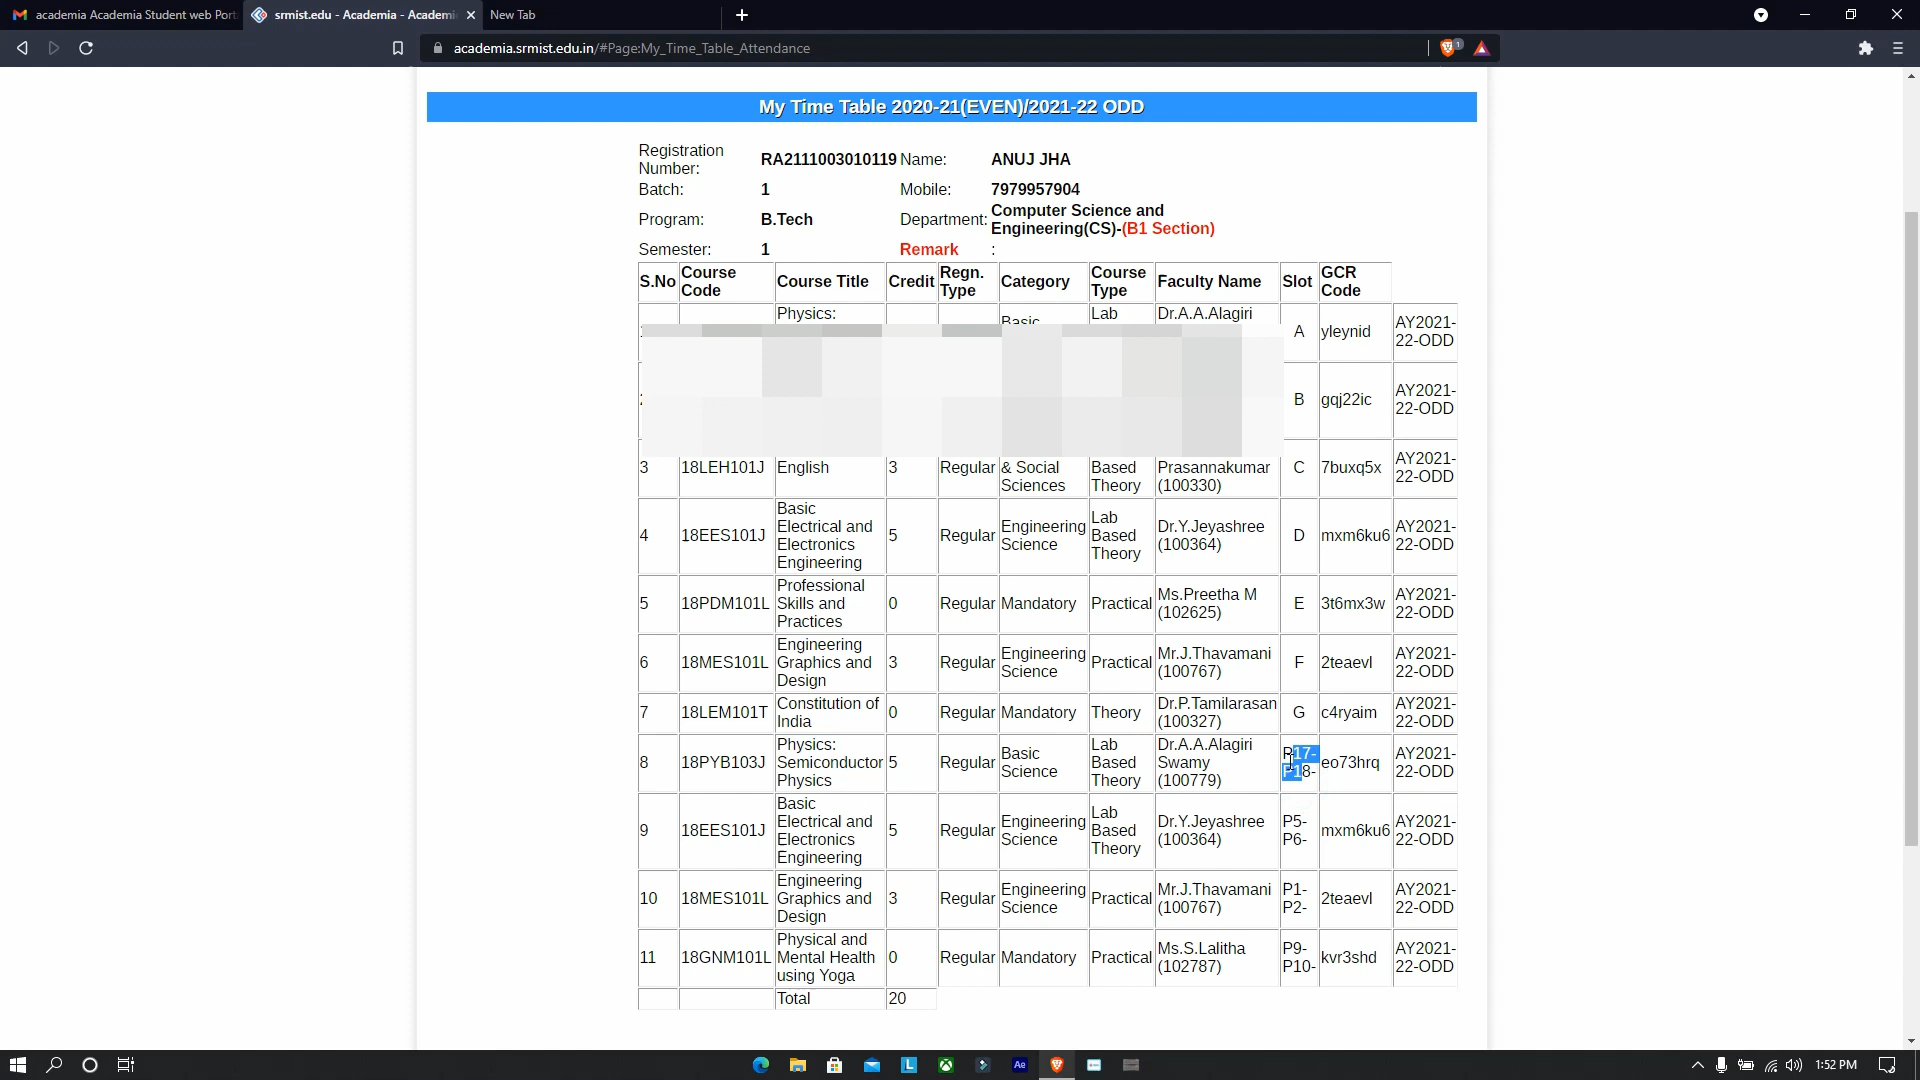 academia Academia Student web Port
srmist.edu - Academia - Academi
New Tab
academia.srmist.edu.in/#Page:My_Time_Table_Attendance
1
My Time Table 2020-21(EVEN)/2021-22 ODD
Registration Number: RA2111003010119 Name: ANUJ JHA
Batch: 1 Mobile: 7979957904
Program: B.Tech Department: Computer Science and Engineering(CS)-(B1 Section)
Semester: 1 Remark :
S.No Course Code Course Title Credit Regn. Type Category Course Type Faculty Name Slot GCR Code
Physics: Basic Lab Dr.A.A.Alagiri A yleynid AY2021-22-ODD
B gqj22ic AY2021-22-ODD
3 18LEH101J English 3 Regular & Social Sciences Based Theory Prasannakumar (100330) C 7buxq5x AY2021-22-ODD
4 18EES101J Basic Electrical and Electronics Engineering 5 Regular Engineering Science Lab Based Theory Dr.Y.Jeyashree (100364) D mxm6ku6 AY2021-22-ODD
5 18PDM101L Professional Skills and Practices 0 Regular Mandatory Practical Ms.Preetha M (102625) E 3t6mx3w AY2021-22-ODD
6 18MES101L Engineering Graphics and Design 3 Regular Engineering Science Practical Mr.J.Thavamani (100767) F 2teaevl AY2021-22-ODD
7 18LEM101T Constitution of India 0 Regular Mandatory Theory Dr.P.Tamilarasan (100327) G c4ryaim AY2021-22-ODD
8 18PYB103J Physics: Semiconductor Physics 5 Regular Basic Science Lab Based Theory Dr.A.A.Alagiri Swamy (100779) P17-P18- eo73hrq AY2021-22-ODD
9 18EES101J Basic Electrical and Electronics Engineering 5 Regular Engineering Science Lab Based Theory Dr.Y.Jeyashree (100364) P5-P6- mxm6ku6 AY2021-22-ODD
10 18MES101L Engineering Graphics and Design 3 Regular Engineering Science Practical Mr.J.Thavamani (100767) P1-P2- 2teaevl AY2021-22-ODD
11 18GNM101L Physical and Mental Health using Yoga 0 Regular Mandatory Practical Ms.S.Lalitha (102787) P9-P10- kvr3shd AY2021-22-ODD
Total 20
L
Ae
1:52 PM